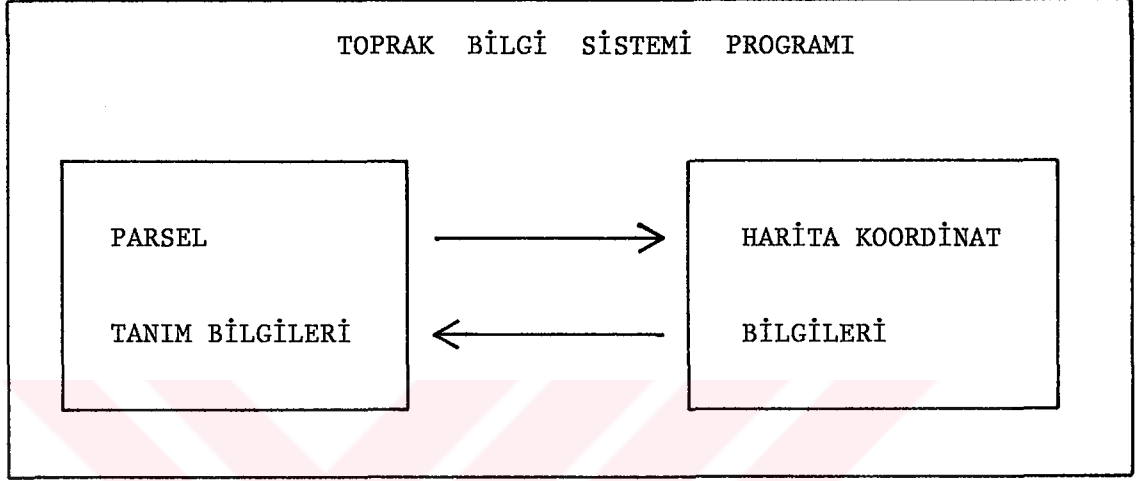 TOPRAK BİLGİ SİSTEMİ PROGRAMI
PARSEL
TANIM BİLGİLERİ
HARİTA KOORDİNAT
BİLGİLERİ